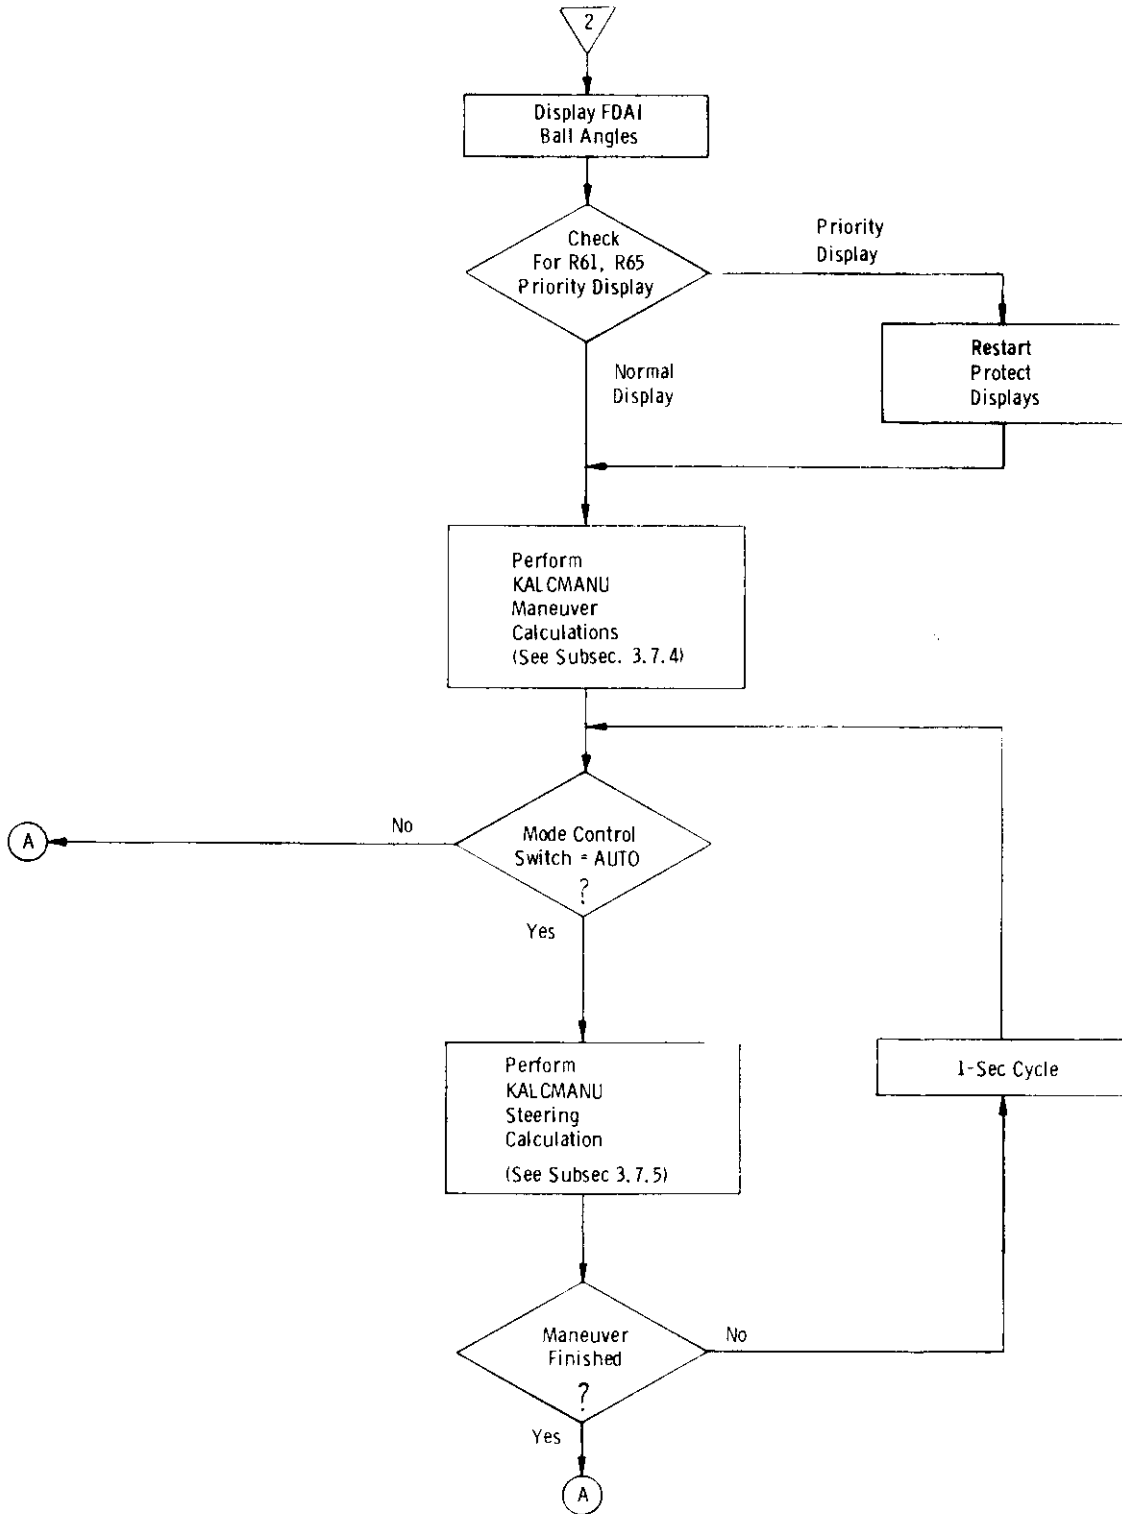 2
Display FDAI
Ball Angles
Check
For R61, R65
Priority Display
Priority
Display
Restart
Protect
Displays
Normal
Display
Perform
KALCMANU
Maneuver
Calculations
(See Subsec. 3.7.4)
Mode Control
Switch = AUTO
?
No
A
Yes
Perform
KALCMANU
Steering
Calculation
(See Subsec 3.7.5)
1-Sec Cycle
Maneuver
Finished
?
No
Yes
A